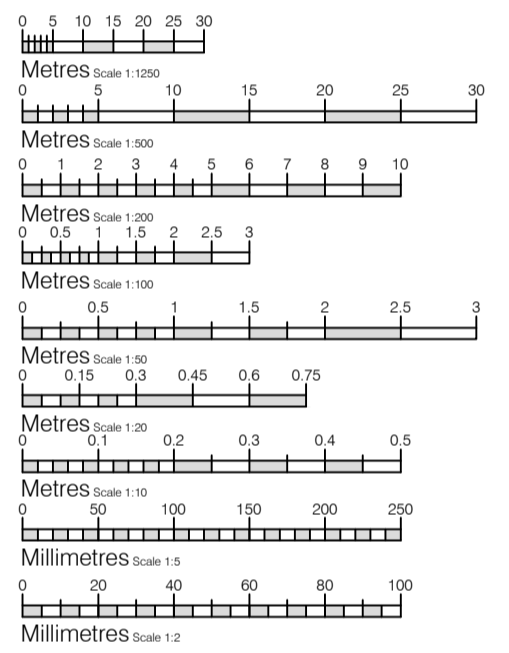 0 5 10 15 20 25 30
Metres Scale 1:1250
0 5 10 15 20 25 30
Metres Scale 1:500
0 1 2 3 4 5 6 7 8 9 10
Metres Scale 1:200
0 0.5 1 1.5 2 2.5 3
Metres Scale 1:100
0 0.5 1 1.5 2 2.5 3
Metres Scale 1:50
0 0.15 0.3 0.45 0.6 0.75
Metres Scale 1:20
0 0.1 0.2 0.3 0.4 0.5
Metres Scale 1:10
0 50 100 150 200 250
Millimetres Scale 1:5
0 20 40 60 80 100
Millimetres Scale 1:2